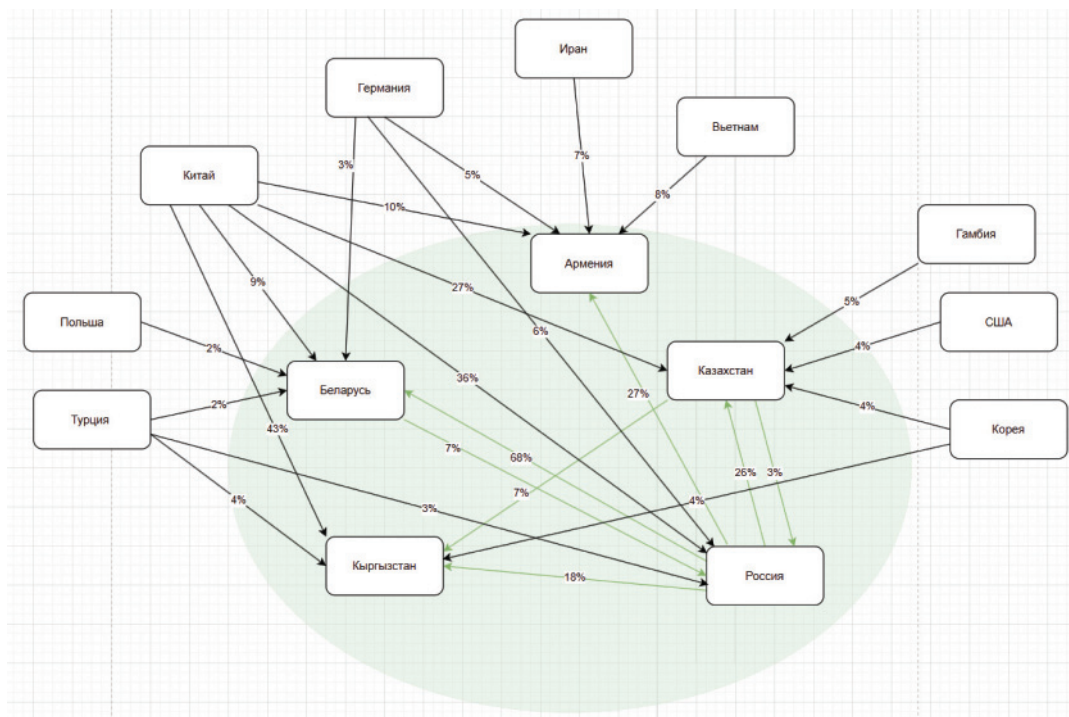 Иран
Германия
Вьетнам
3%
7%
Китай
5%
8%
10%
Гамбия
Армения
9%
27%
5%
Польша
6%
США
2%
4%
Казахстан
36%
Беларусь
27%
2%
4%
Турция
43%
Корея
7%
68%
26%
3%
4%
7%
4%
3%
Кыргызстан
18%
Россия